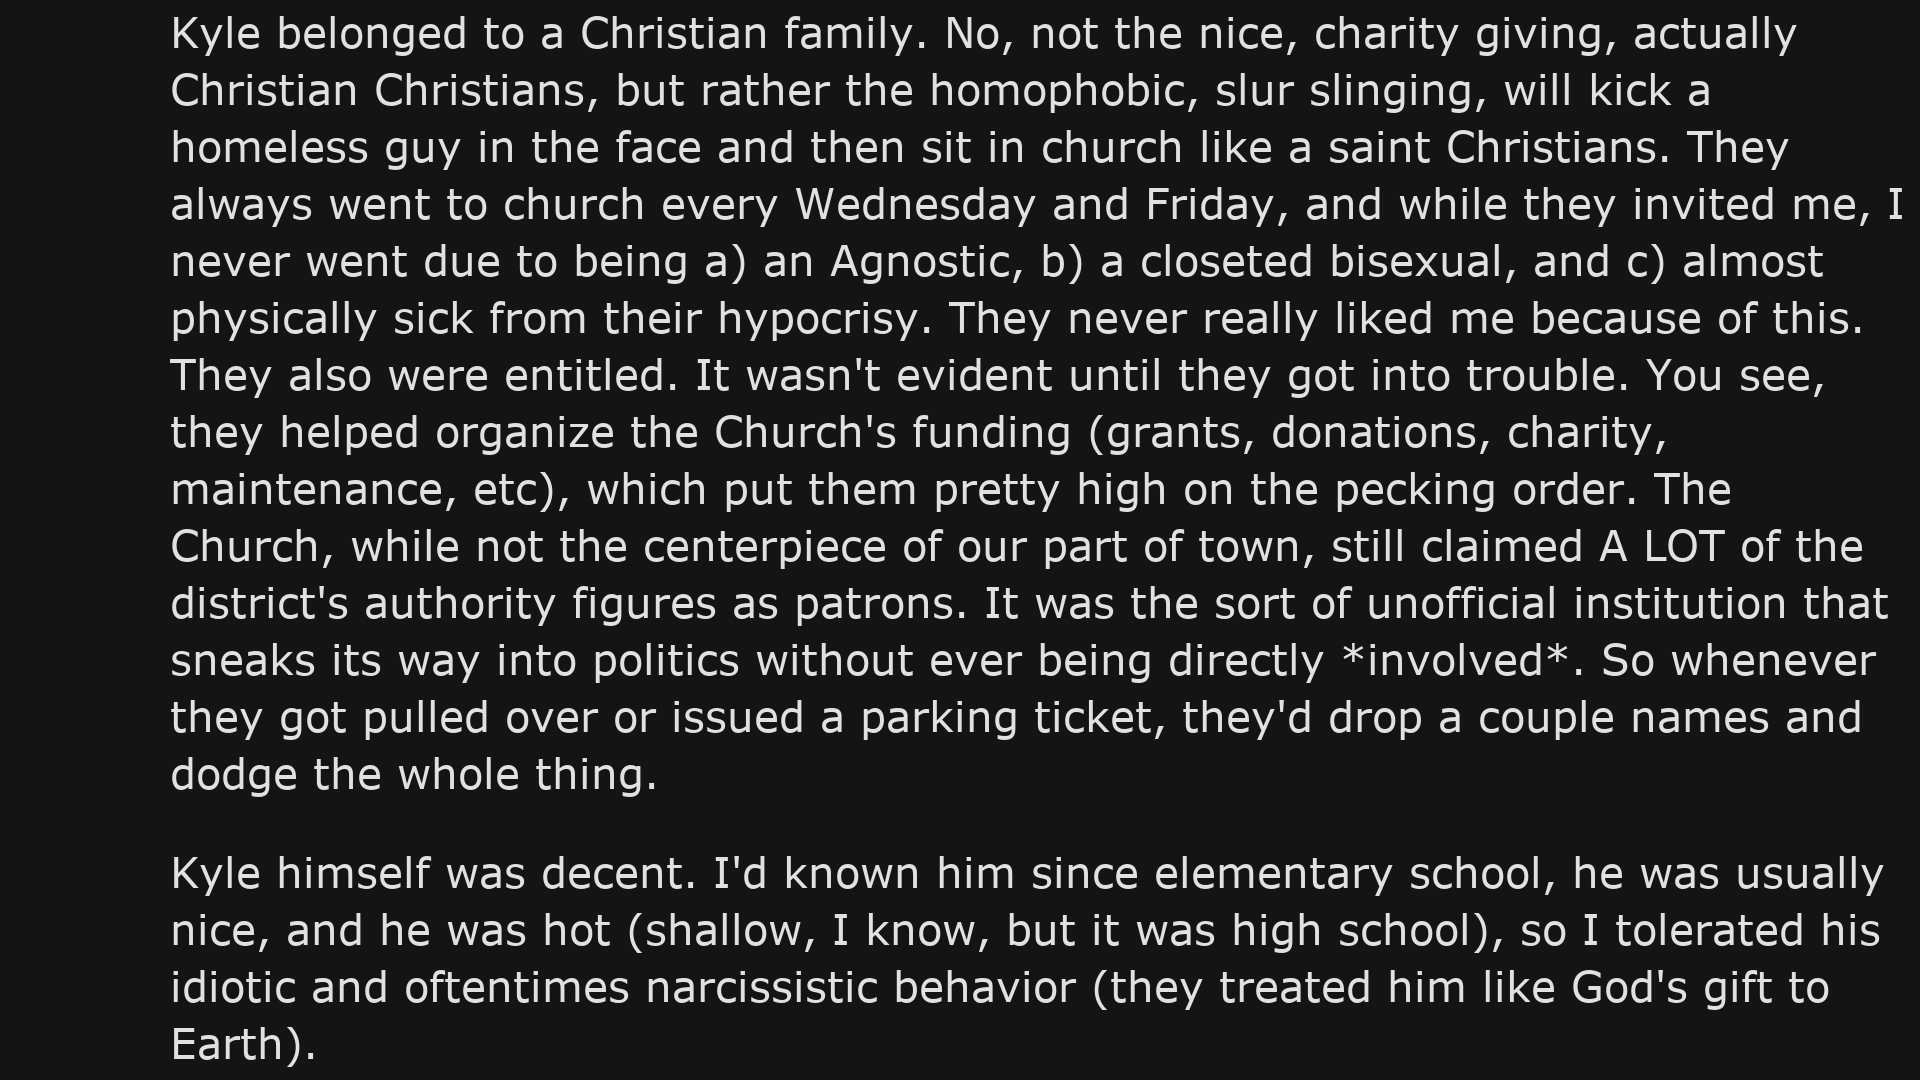 Kyle belonged to a Christian family. No, not the nice, charity giving, actually
Christian Christians, but rather the homophobic, slur slinging, will kick a
homeless guy in the face and then sit in church like a saint Christians. They
always went to church every Wednesday and Friday, and while they invited me, I
never went due to being a) an Agnostic, b) a closeted bisexual, and c) almost
physically sick from their hypocrisy. They never really liked me because of this.
They also were entitled. It wasn't evident until they got into trouble. You see,
they helped organize the Church's funding (grants, donations, charity,
maintenance, etc), which put them pretty high on the pecking order. The
Church, while not the centerpiece of our part of town, still claimed A LOT of the
district's authority figures as patrons. It was the sort of unofficial institution that
sneaks its way into politics without ever being directly *involved*. So whenever
they got pulled over or issued a parking ticket, they'd drop a couple names and
dodge the whole thing.
Kyle himself was decent. I'd known him since elementary school, he was usually
nice, and he was hot (shallow, I know, but it was high school), so I tolerated his
idiotic and oftentimes narcissistic behavior (they treated him like God's gift to
Earth).